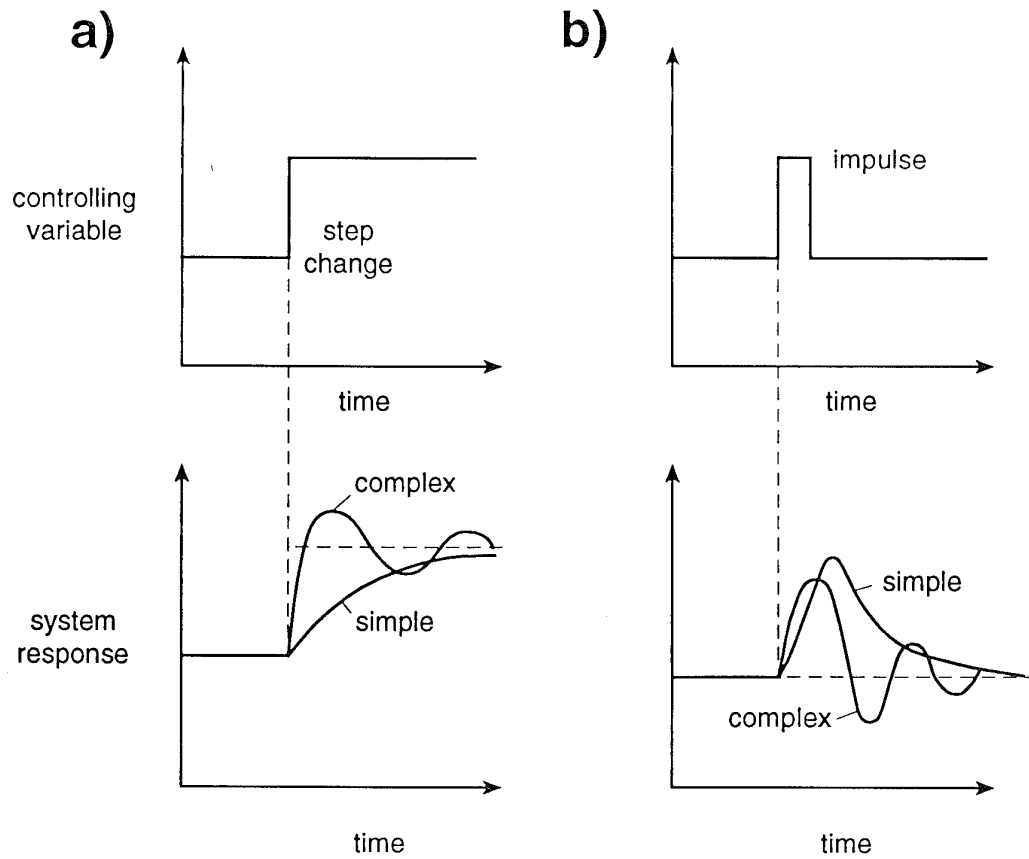 a)
controlling
variable
step
change
time
complex
simple
system
response
time
b)
impulse
time
simple
complex
time